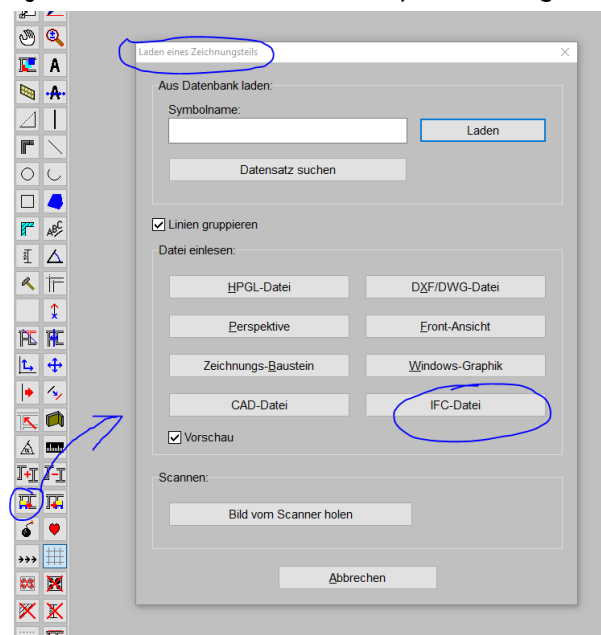 Laden eines Zeichnungsteils
Aus Datenbank laden:
Symbolname:
Laden
Datensatz suchen
Linien gruppieren
Datei einlesen:
HPGL-Datei
DXF/DWG-Datei
Perspektive
Front-Ansicht
Zeichnungs-Baustein
Windows-Graphik
CAD-Datei
IFC-Datei
Vorschau
Scannen:
Bild vom Scanner holen
Abbrechen
A
·A·
ABC